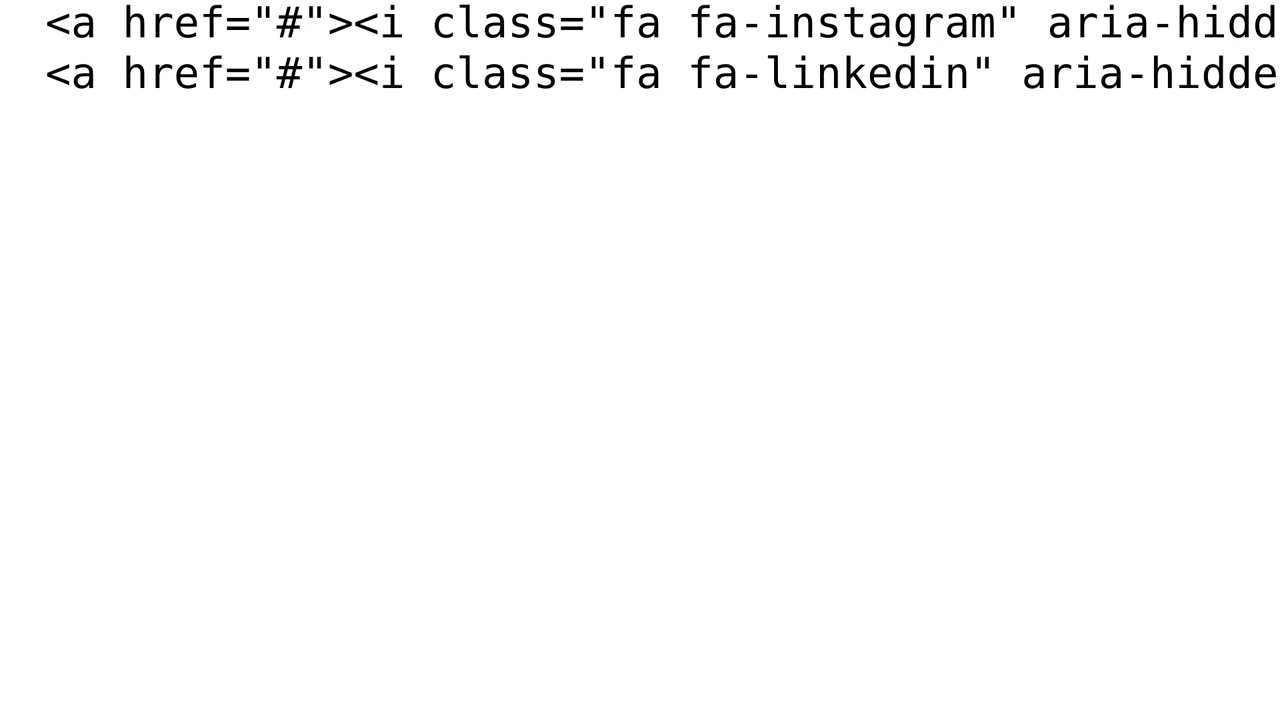 <a href="#"><i class="fa fa-instagram" aria-hidd
<a href="#"><i class="fa fa-linkedin" aria-hidde